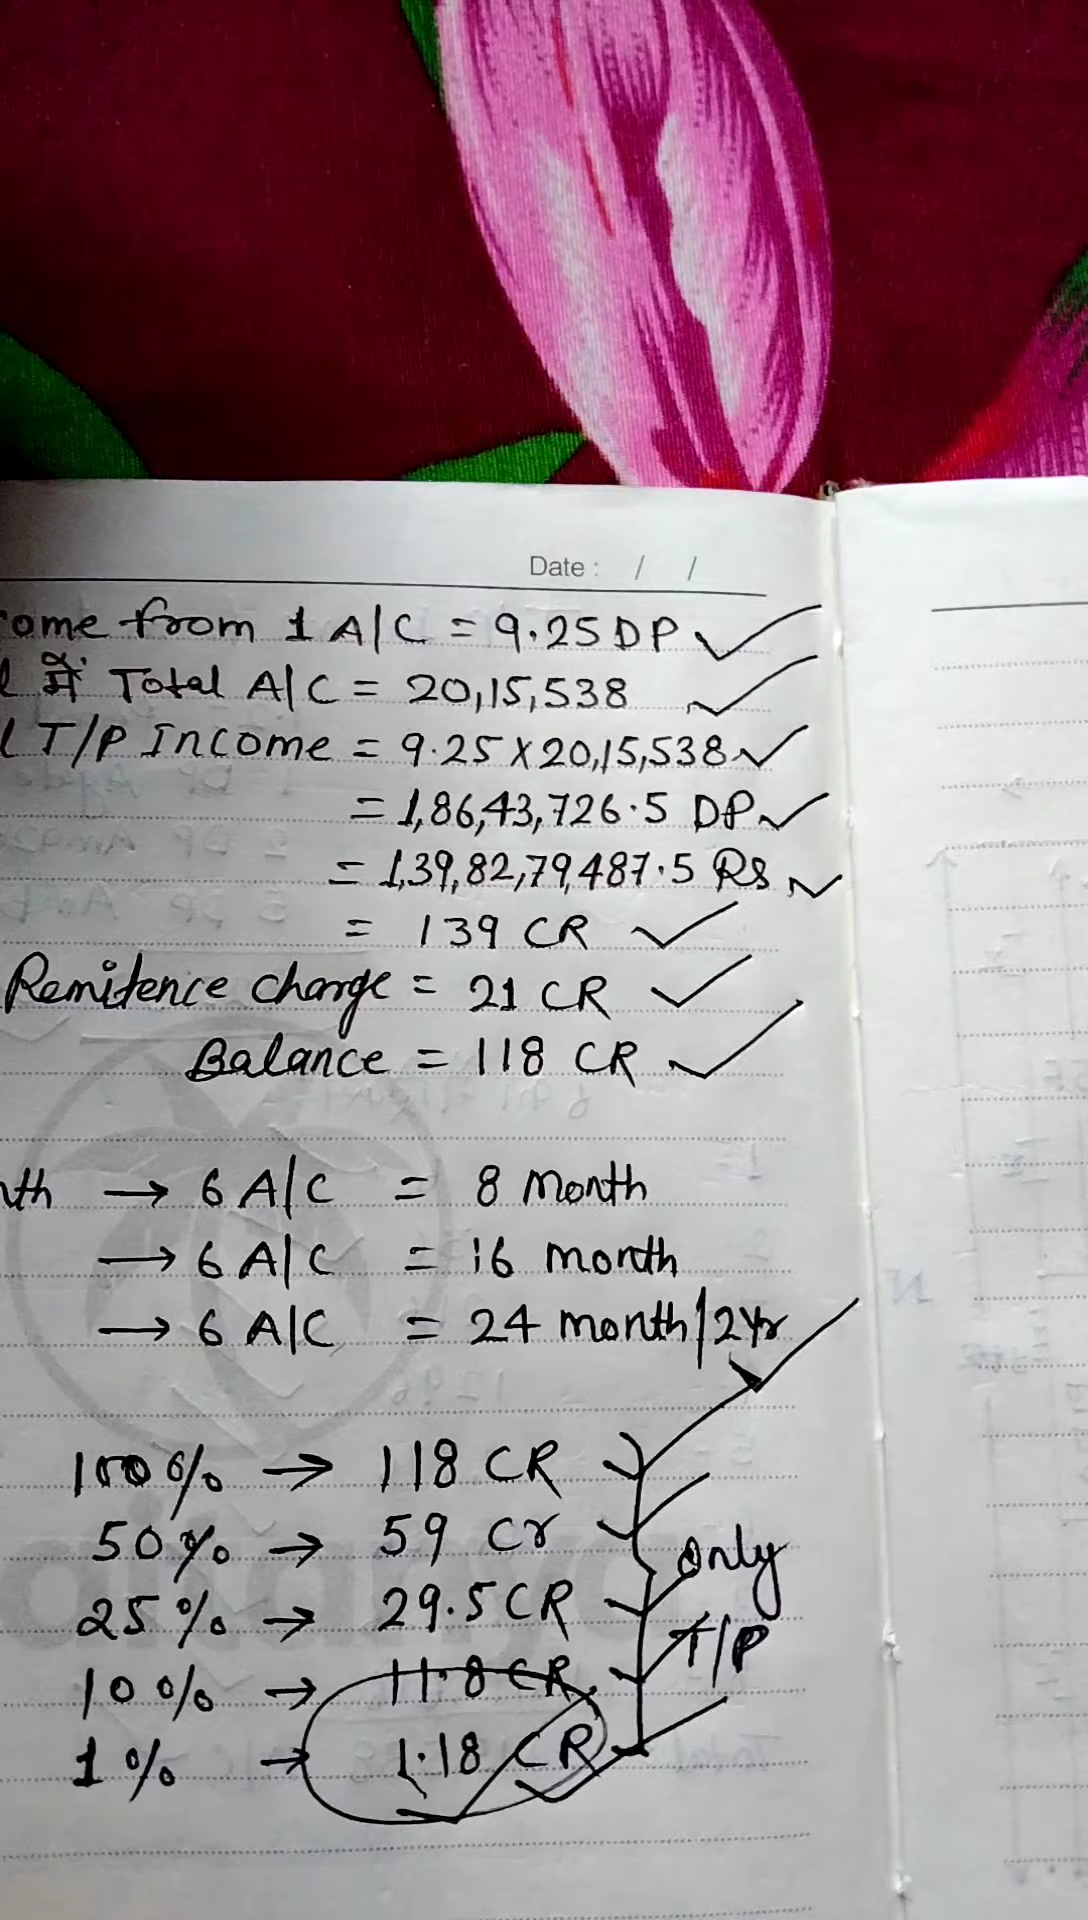 Date : / /
ome from 1 A/C = 9.25 DP
l में Total A/C = 20,15,538
l T/P Income = 9.25 x 20,15,538
= 1,86,43,726.5 DP
= 1,39,82,79,487.5 Rs
= 139 CR
Remitence charge = 21 CR
Balance = 118 CR
nth → 6 A/C = 8 Month
→ 6 A/C = 16 month
→ 6 A/C = 24 month/2Yr
100% → 118 CR
50% → 59 Cr
25% → 29.5 CR
10% → 11.8 CR
1% → 1.18 CR
only
T/P